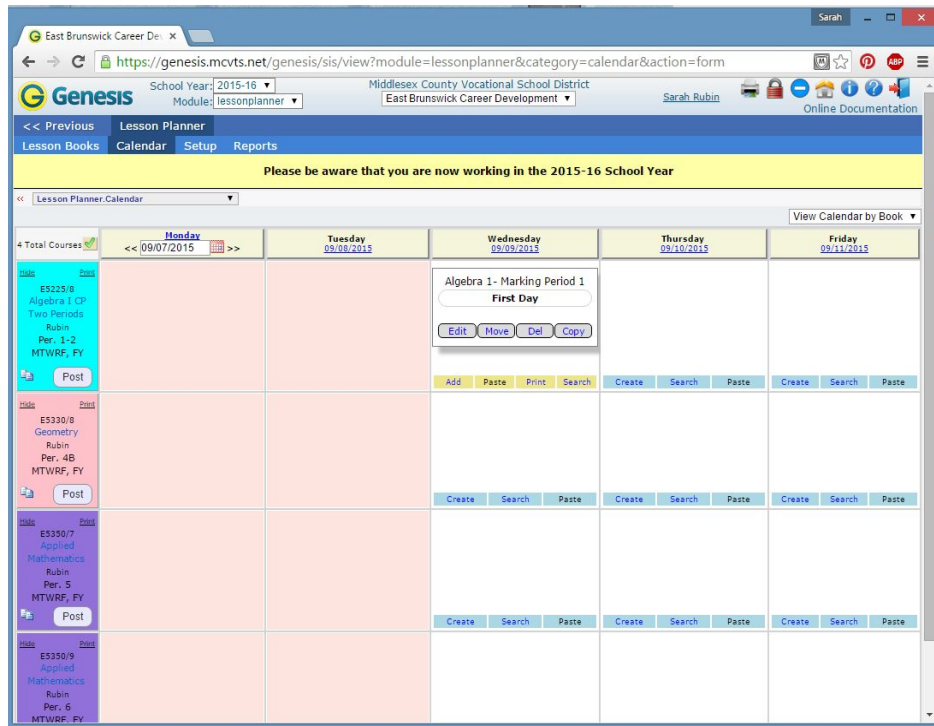 Sarah
East Brunswick Career De
https://genesis.mcvts.net/genesis/sis/view?module=lessonplanner&category=calendar&action=form
ABP
Genesis
School Year: 2015-16
Module: lessonplanner
Middlesex County Vocational School District
East Brunswick Career Development
Sarah Rubin
Online Documentation
<< Previous Lesson Planner
Lesson Books Calendar Setup Reports
Please be aware that you are now working in the 2015-16 School Year
<< Lesson Planner.Calendar
View Calendar by Book
4 Total Courses
Monday
<< 09/07/2015 >>
Tuesday
09/08/2015
Wednesday
09/09/2015
Thursday
09/10/2015
Friday
09/11/2015
Hide Print
E5225/8
Algebra I CP
Two Periods
Rubin
Per. 1-2
MTWRF, FY
Post
Algebra 1- Marking Period 1
First Day
Edit Move Del Copy
Add Paste Print Search
Create Search Paste
Create Search Paste
Hide Print
E5330/8
Geometry
Rubin
Per. 4B
MTWRF, FY
Post
Create Search Paste
Create Search Paste
Create Search Paste
Hide Print
E5350/7
Applied
Mathematics
Rubin
Per. 5
MTWRF, FY
Post
Create Search Paste
Create Search Paste
Create Search Paste
Hide Print
E5350/9
Applied
Mathematics
Rubin
Per. 6
MTWRF, FY